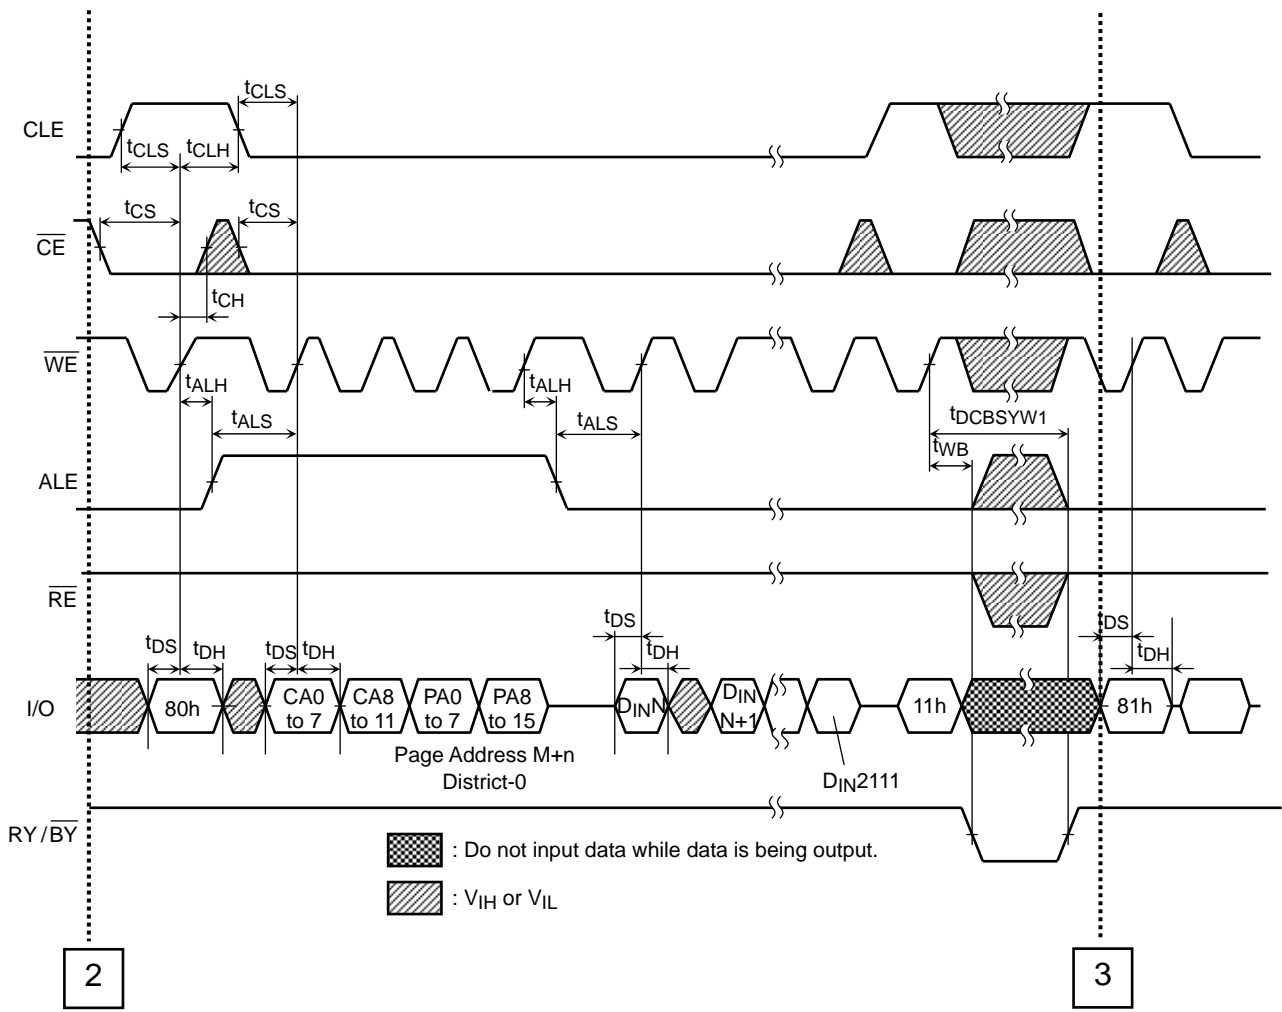 tCLS
CLE
tCLS
tCLH
tCS
tCS
CE
tCH
WE
tALH
tALH
tALS
tALS
tDCBSYW1
tWB
ALE
RE
tDS
tDS
tDH
tDS
tDH
tDH
tDS
tDH
I/O
80h
CA0
to 7
CA8
to 11
PA0
to 7
PA8
to 15
DINN
DIN
N+1
11h
81h
Page Address M+n
District-0
DIN2111
RY/BY
: Do not input data while data is being output.
: VIH or VIL
2
3